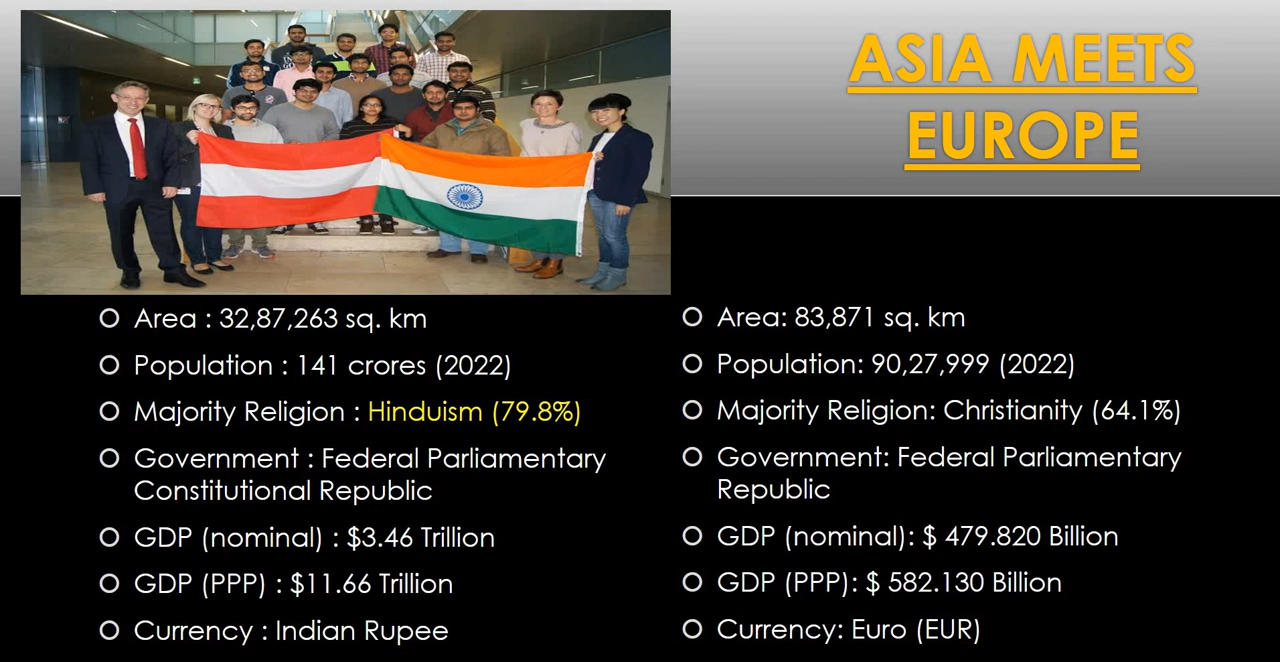 ASIA MEETS
EUROPE
Area : 32,87,263 sq. km
Population : 141 crores (2022)
Majority Religion : Hinduism (79.8%)
Government : Federal Parliamentary
Constitutional Republic
GDP (nominal) : $3.46 Trillion
GDP (PPP) : $11.66 Trillion
Currency : Indian Rupee
Area: 83,871 sq. km
Population: 90,27,999 (2022)
Majority Religion: Christianity (64.1%)
Government: Federal Parliamentary
Republic
GDP (nominal): $ 479.820 Billion
GDP (PPP): $ 582.130 Billion
Currency: Euro (EUR)